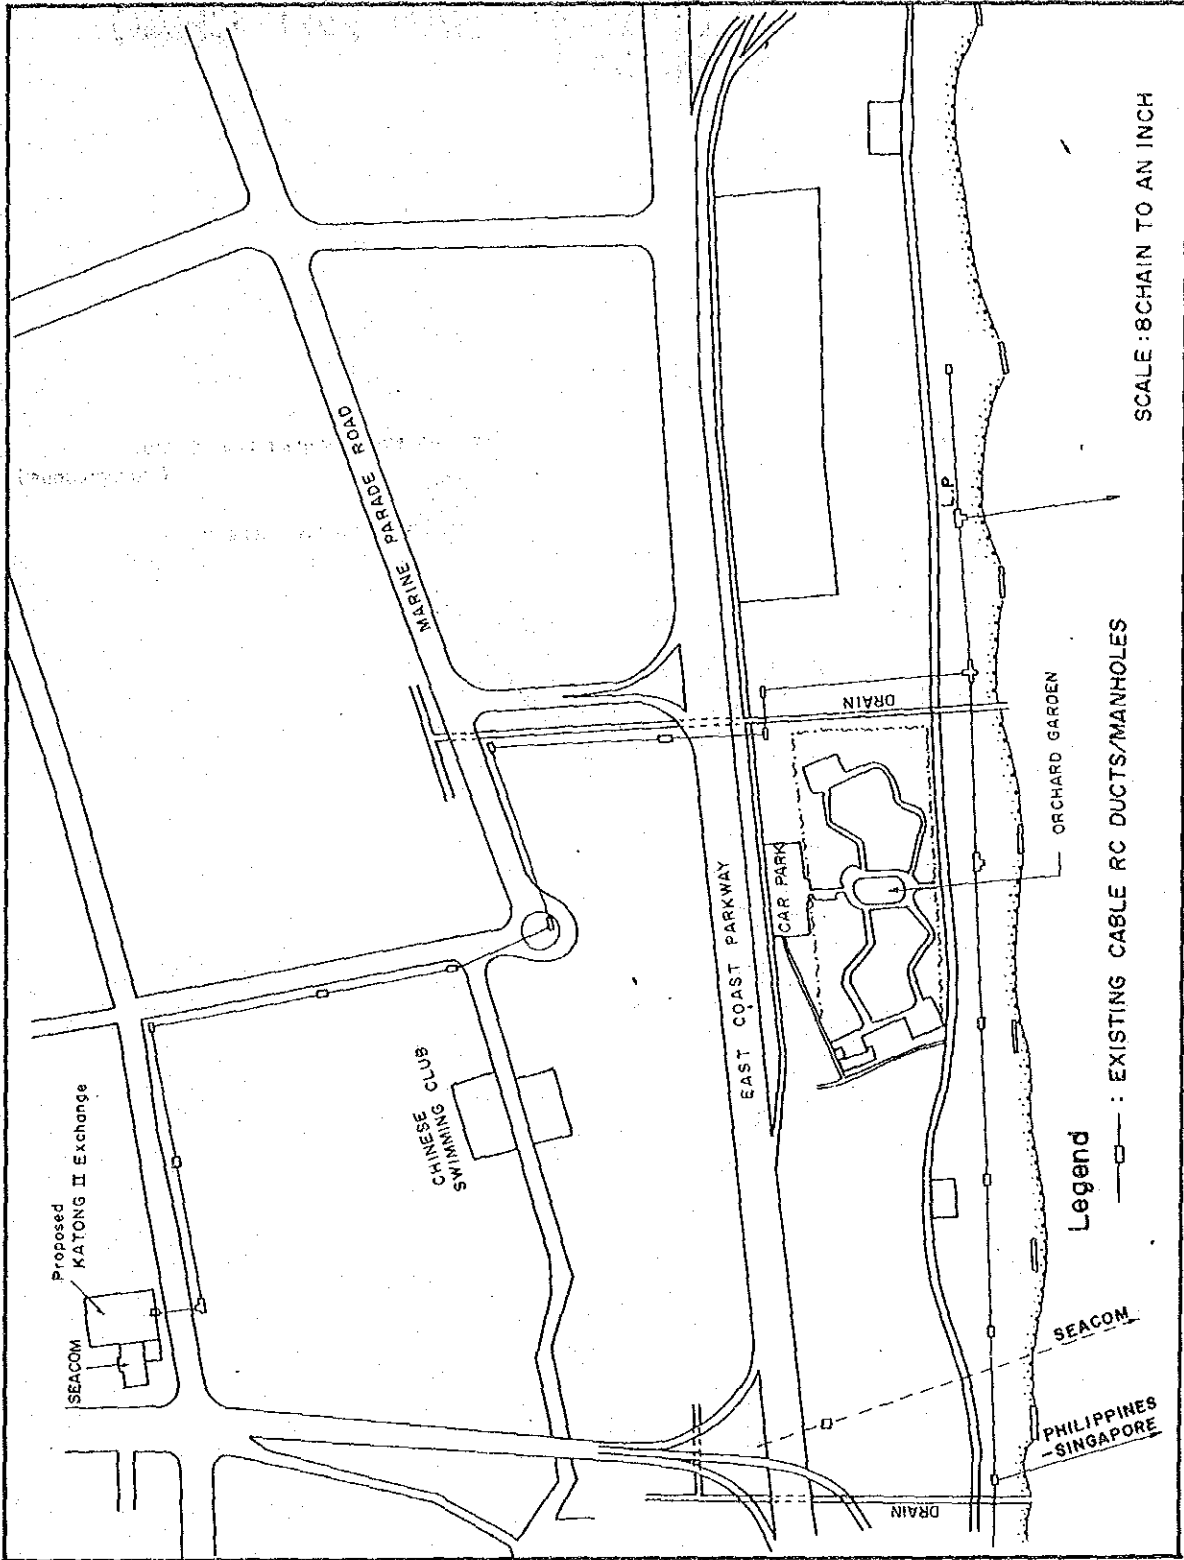 Proposed
KATONG II Exchange
SEACOM
MARINE PARADE ROAD
CHINESE
SWIMMING CLUB
EAST COAST PARKWAY
CAR PARK
DRAIN
L.P
ORCHARD GARDEN
SEACOM
PHILIPPINES
-SINGAPORE
DRAIN
Legend
: EXISTING CABLE RC DUCTS/MANHOLES
SCALE : 8CHAIN TO AN INCH